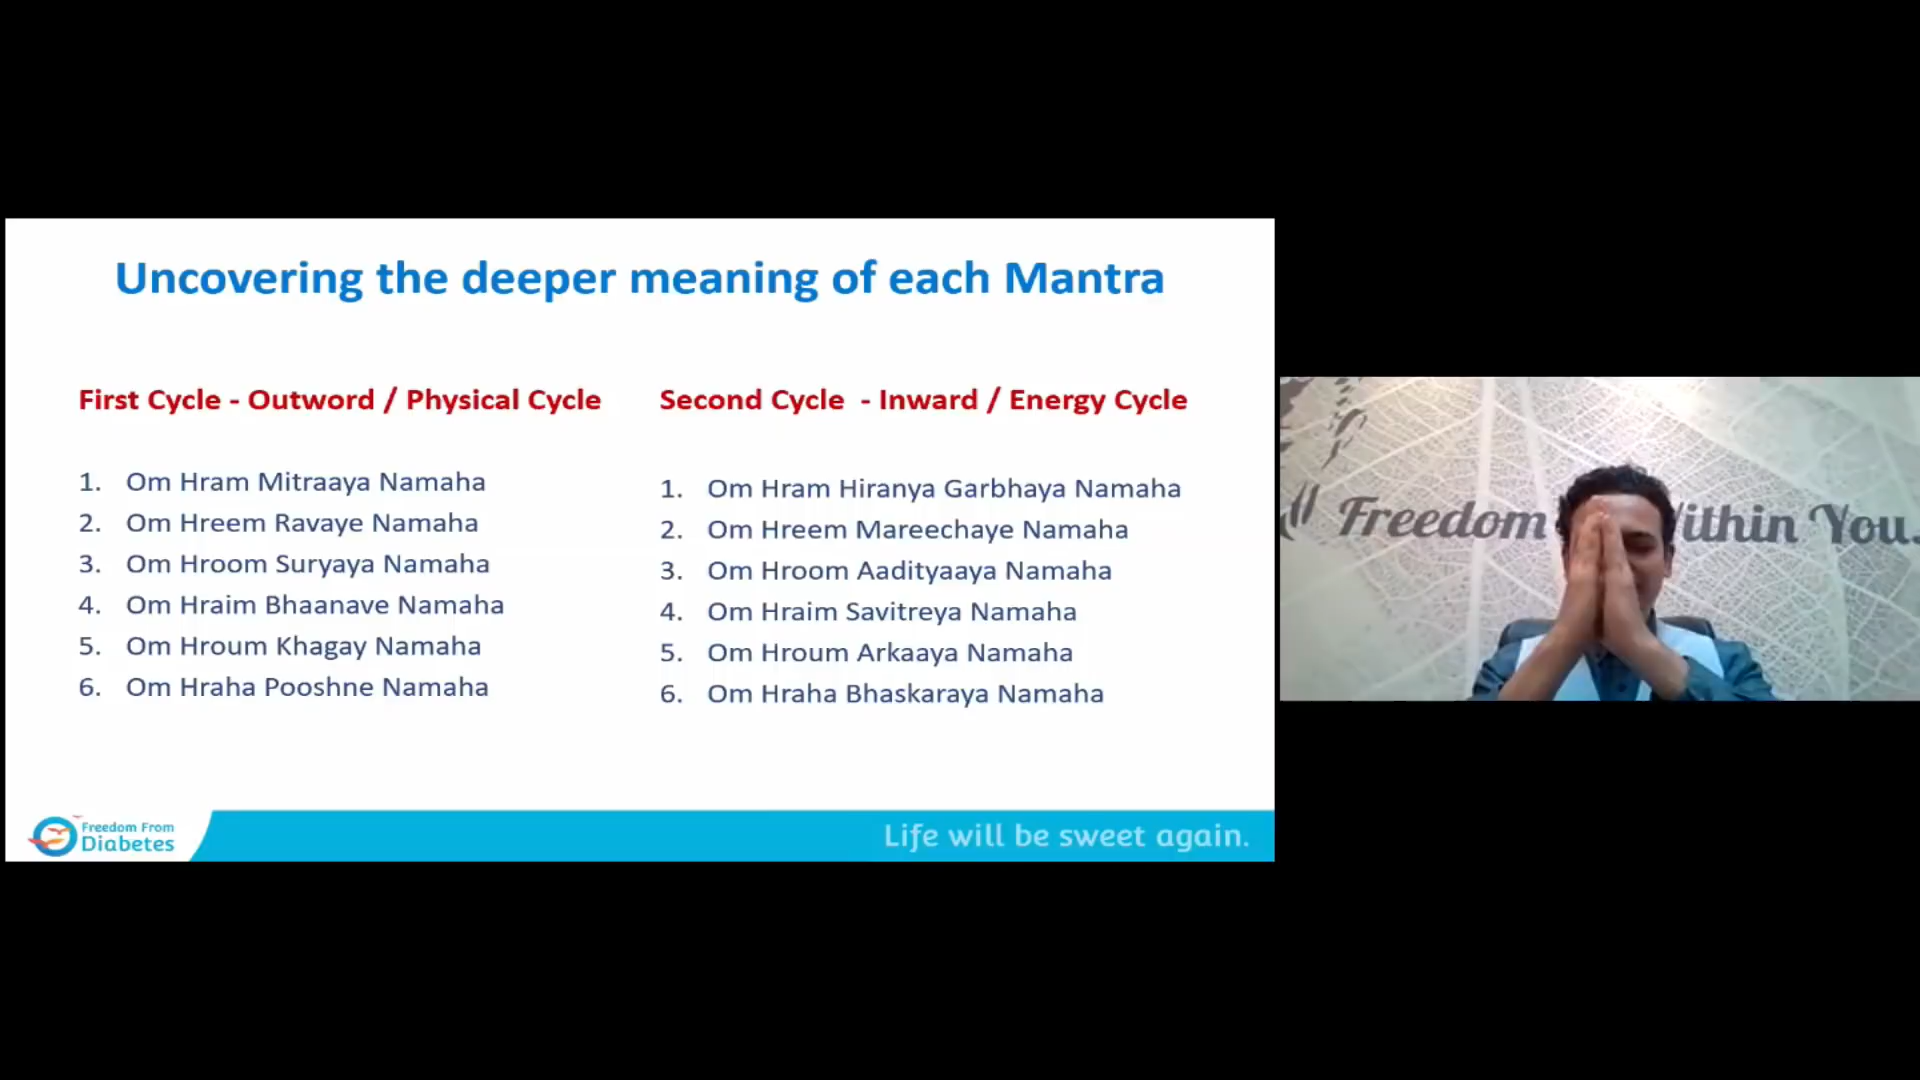 Uncovering the deeper meaning of each Mantra
First Cycle - Outword / Physical Cycle
1. Om Hram Mitraaya Namaha
2. Om Hreem Ravaye Namaha
3. Om Hroom Suryaya Namaha
4. Om Hraim Bhaanave Namaha
5. Om Hroum Khagay Namaha
6. Om Hraha Pooshne Namaha
Second Cycle - Inward / Energy Cycle
1. Om Hram Hiranya Garbhaya Namaha
2. Om Hreem Mareechaye Namaha
3. Om Hroom Aadityaaya Namaha
4. Om Hraim Savitreya Namaha
5. Om Hroum Arkaaya Namaha
6. Om Hraha Bhaskaraya Namaha
Freedom From
Diabetes
Life will be sweet again.
Freedom ithin You.